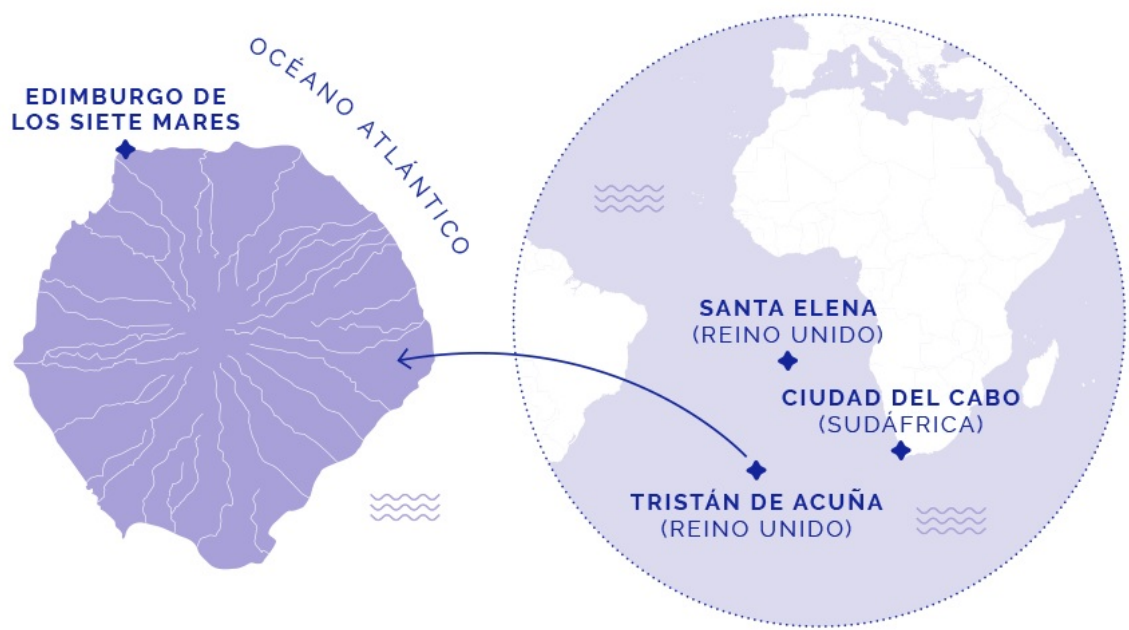 EDIMBURGO DE
LOS SIETE MARES
OCÉANO ATLÁNTICO
SANTA ELENA
(REINO UNIDO)
CIUDAD DEL CABO
(SUDÁFRICA)
TRISTÁN DE ACUÑA
(REINO UNIDO)